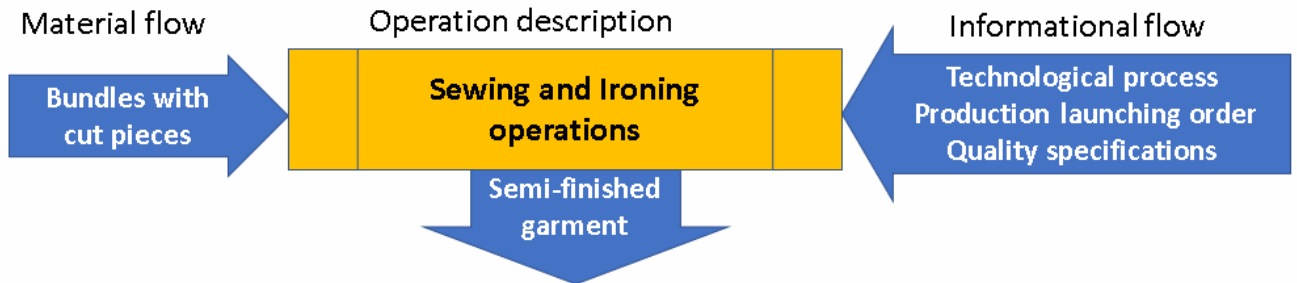 Material flow
Operation description
Informational flow
Bundles with
cut pieces
Sewing and Ironing
operations
Technological process
Production launching order
Quality specifications
Semi-finished
garment